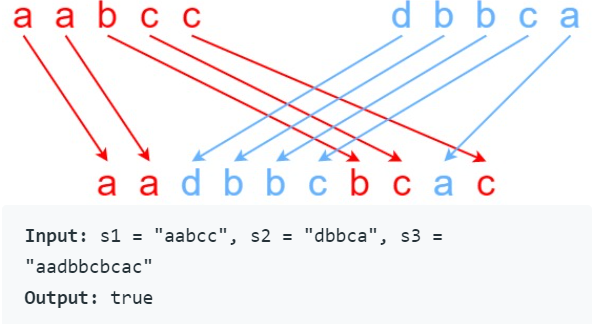 a a b c c d b b c a
a a d b b c b c a c
Input: s1 = "aabcc", s2 = "dbbca", s3 =
"aadbbcbcac"
Output: true